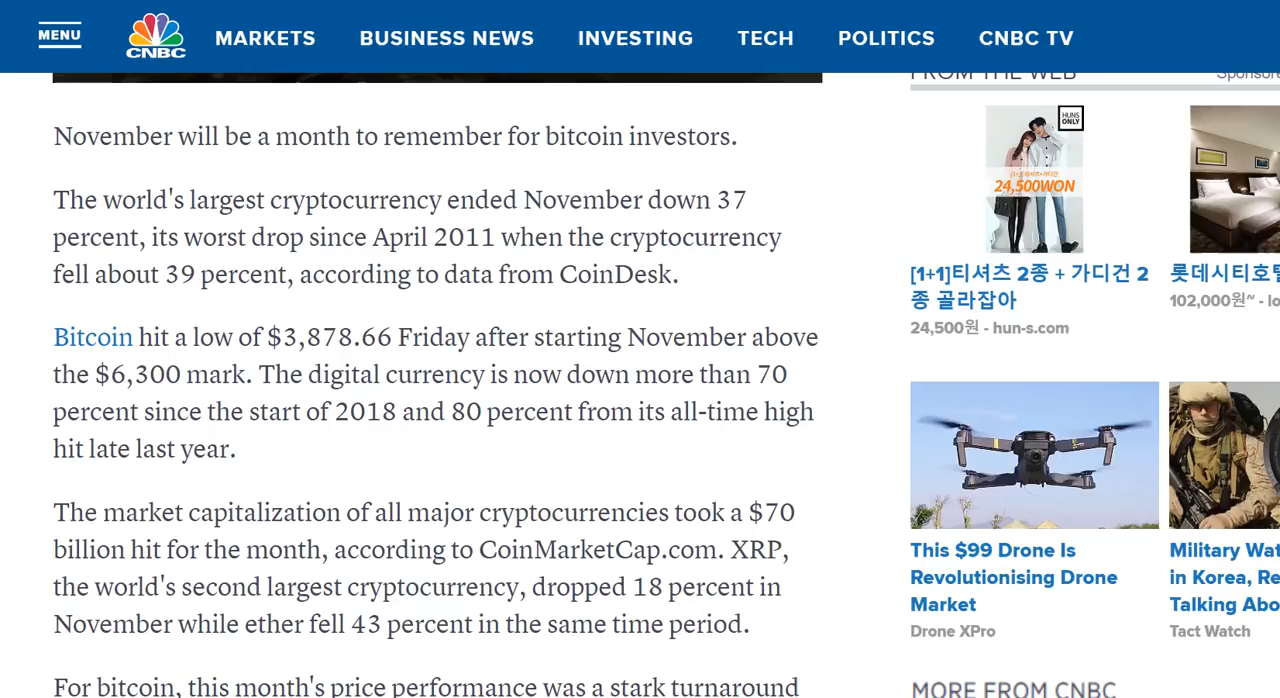 MENU
CNBC
MARKETS
BUSINESS NEWS
INVESTING
TECH
POLITICS
CNBC TV
November will be a month to remember for bitcoin investors.
The world's largest cryptocurrency ended November down 37
percent, its worst drop since April 2011 when the cryptocurrency
fell about 39 percent, according to data from CoinDesk.
Bitcoin hit a low of $3,878.66 Friday after starting November above
the $6,300 mark. The digital currency is now down more than 70
percent since the start of 2018 and 80 percent from its all-time high
hit late last year.
The market capitalization of all major cryptocurrencies took a $70
billion hit for the month, according to CoinMarketCap.com. XRP,
the world's second largest cryptocurrency, dropped 18 percent in
November while ether fell 43 percent in the same time period.
For bitcoin, this month's price performance was a stark turnaround
FROM THE WEB
HUNS
ONLY
24,500WON
[1+1]티셔츠 2종 + 가디건 2
종 골라잡아
24,500원 - hun-s.com
롯데시티호
102,000원~ - lo
This $99 Drone Is
Revolutionising Drone
Market
Drone XPro
Military Wat
in Korea, Re
Talking Abo
Tact Watch
MORE FROM CNBC